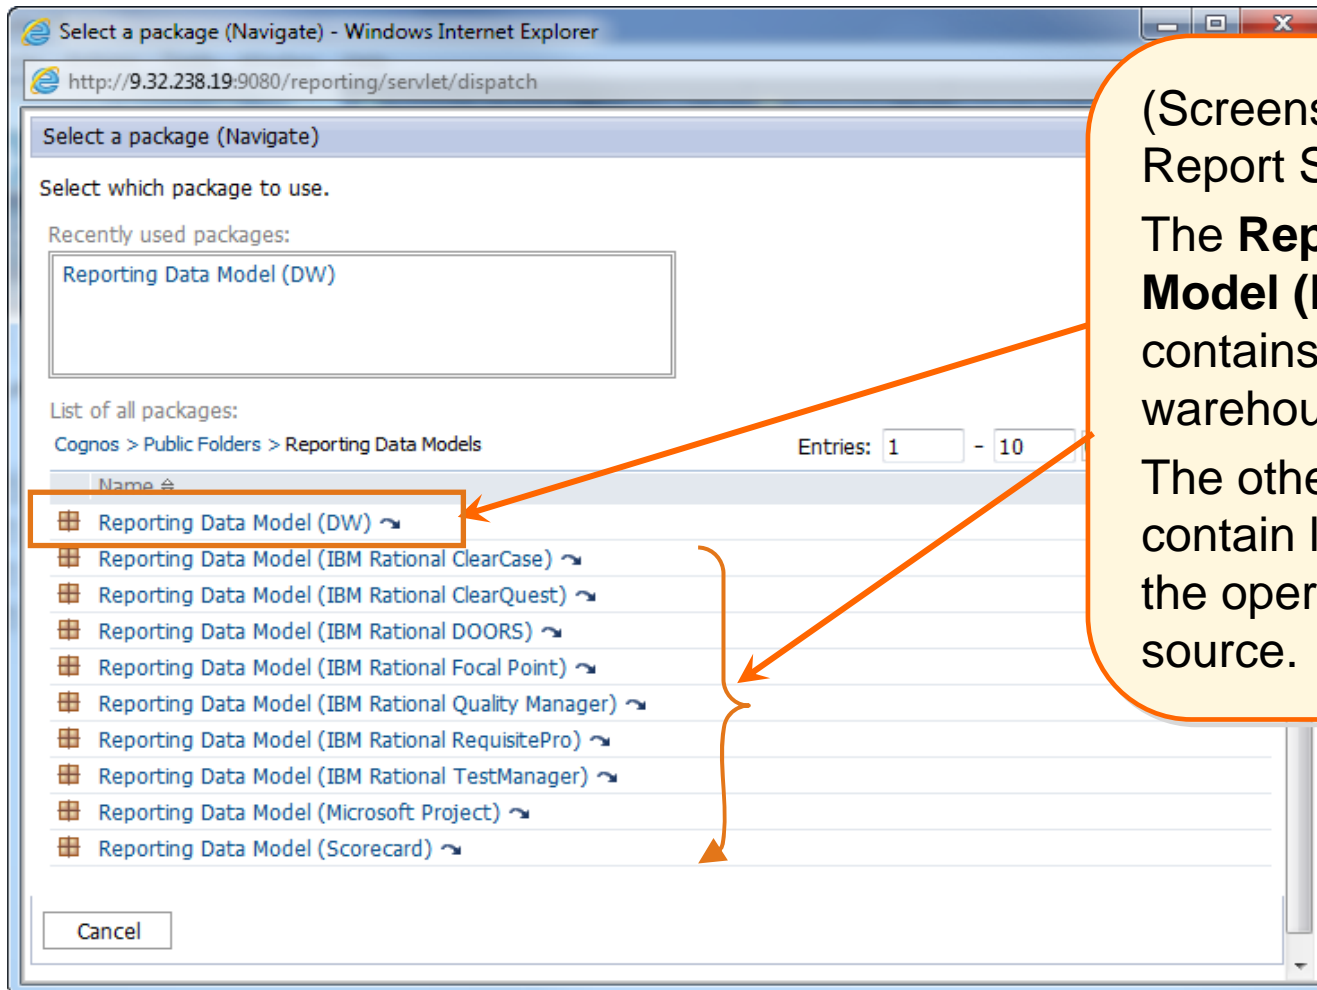 Select a package (Navigate) - Windows Internet Explorer
http://9.32.238.19:9080/reporting/servlet/dispatch
Select a package (Navigate)
Select which package to use.
Recently used packages:
Reporting Data Model (DW)
List of all packages:
Cognos > Public Folders > Reporting Data Models
Entries: 1 - 10
Name
Reporting Data Model (DW)
Reporting Data Model (IBM Rational ClearCase)
Reporting Data Model (IBM Rational ClearQuest)
Reporting Data Model (IBM Rational DOORS)
Reporting Data Model (IBM Rational Focal Point)
Reporting Data Model (IBM Rational Quality Manager)
Reporting Data Model (IBM Rational RequisitePro)
Reporting Data Model (IBM Rational TestManager)
Reporting Data Model (Microsoft Project)
Reporting Data Model (Scorecard)
Cancel
Report
The
Model
contains
contain
the
source.